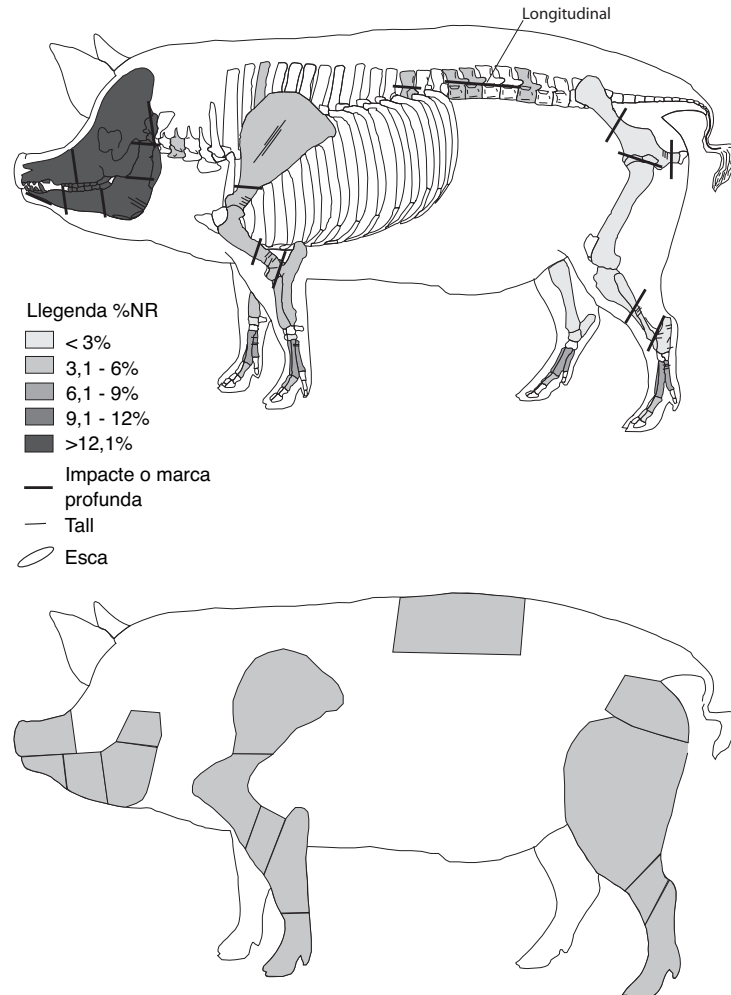 Longitudinal
Llegenda %NR
< 3%
3,1 - 6%
6,1 - 9%
9,1 - 12%
>12,1%
Impacte o marca
profunda
Tall
Esca